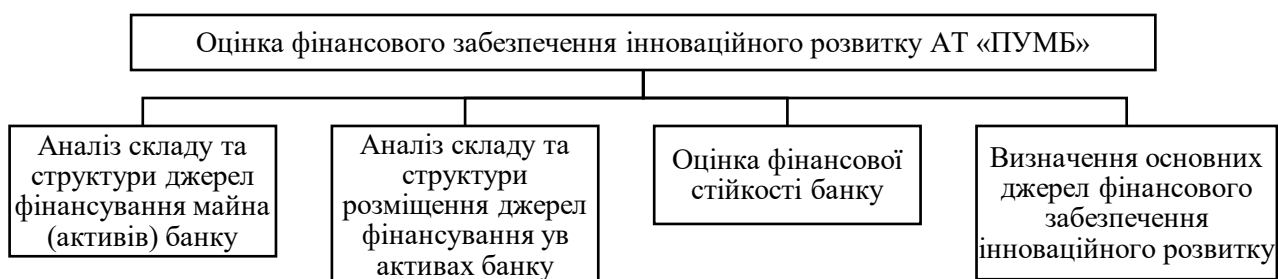 Оцінка фінансового забезпечення інноваційного розвитку АТ «ПУМБ»
Аналіз складу та
структури джерел
фінансування майна
(активів) банку
Аналіз складу та
структури
розміщення джерел
фінансування ув
активах банку
Оцінка фінансової
стійкості банку
Визначення основних
джерел фінансового
забезпечення
інноваційного розвитку